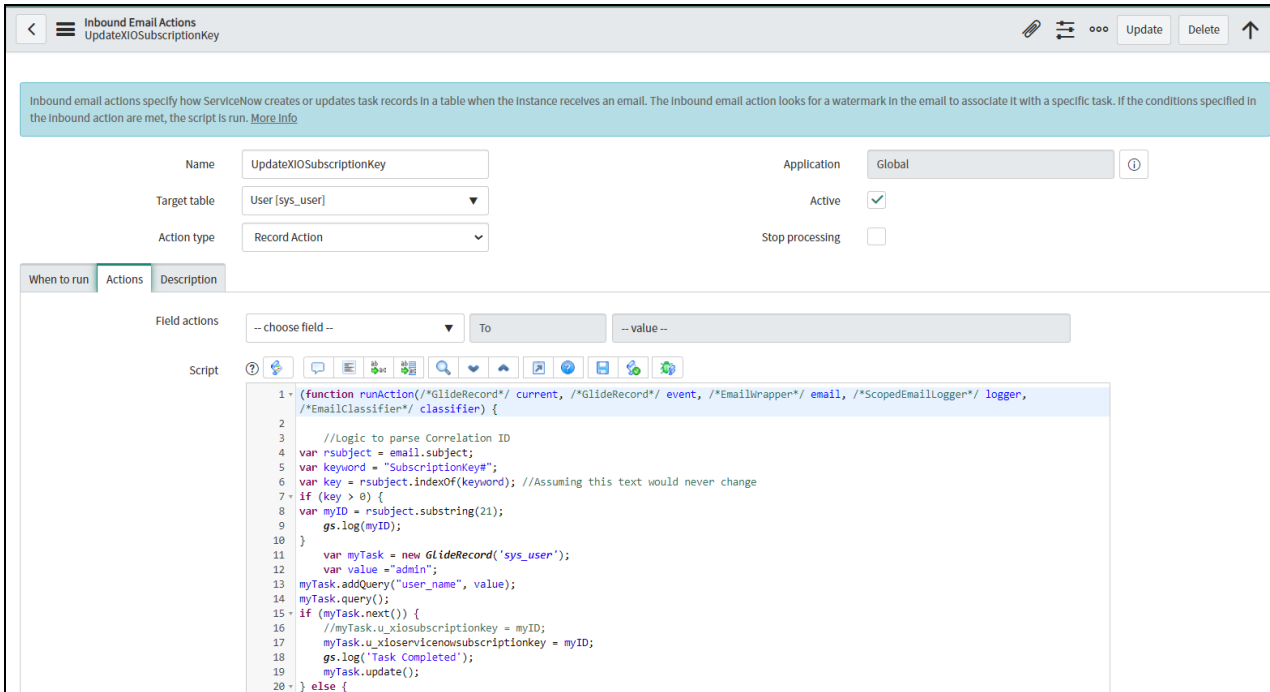 Inbound Email Actions
UpdateXIOSubscriptionKey
Update
Delete
Inbound email actions specify how ServiceNow creates or updates task records in a table when the instance receives an email. The inbound email action looks for a watermark in the email to associate it with a specific task. If the conditions specified in
the inbound action are met, the script is run. More Info
Name
UpdateXIOSubscriptionKey
Application
Global
Target table
User [sys_user]
Active
Action type
Record Action
Stop processing
When to run
Actions
Description
Field actions
-- choose field --
To
-- value --
Script
1 (function runAction(/*GlideRecord*/ current, /*GlideRecord*/ event, /*EmailWrapper*/ email, /*ScopedEmailLogger*/ logger,
/*EmailClassifier*/ classifier) {
2
3 //Logic to parse Correlation ID
4 var rsubject = email.subject;
5 var keyword = "SubscriptionKey#";
6 var key = rsubject.indexOf(keyword); //Assuming this text would never change
7 if (key > 0) {
8 var myID = rsubject.substring(21);
9 gs.log(myID);
10 }
11 var myTask = new GlideRecord('sys_user');
12 var value ="admin";
13 myTask.addQuery("user_name", value);
14 myTask.query();
15 if (myTask.next()) {
16 //myTask.u_xiosubscriptionkey = myID;
17 myTask.u_xioservicenowsubscriptionkey = myID;
18 gs.log('Task Completed');
19 myTask.update();
20 } else {